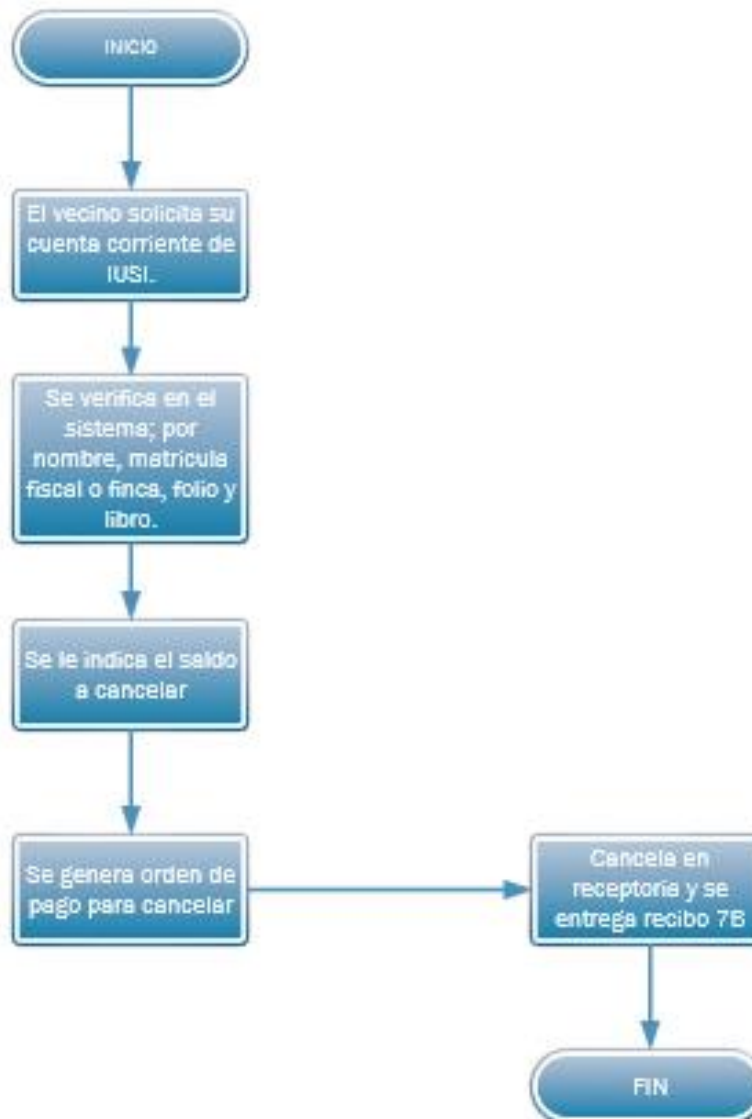 INICIO
El vecino solicita su
cuenta corriente de
IUSI.
Se verifica en el
sistema; por
nombre, matricula
fiscal o finca, folio y
libro.
Se le indica el saldo
a cancelar
Se genera orden de
pago para cancelar
Cancela en
receptoria y se
entrega recibo 7B
FIN